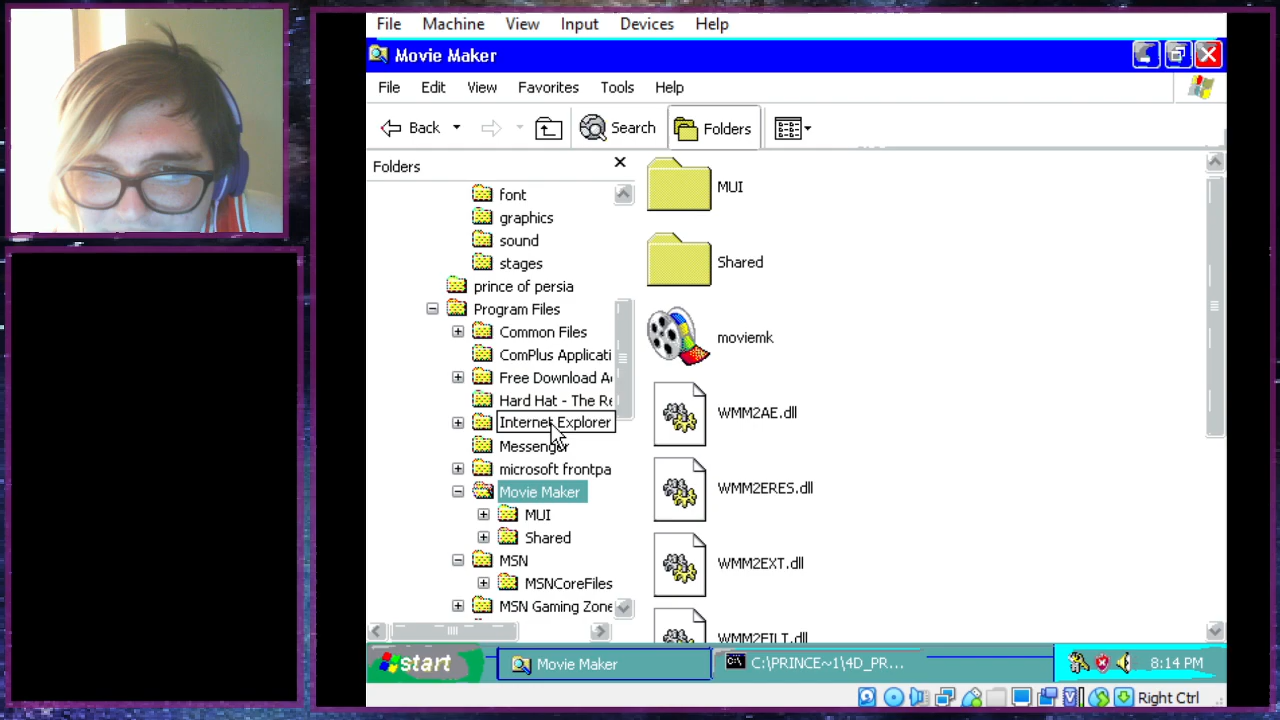 File Machine View Input Devices Help
Movie Maker
File Edit View Favorites Tools Help
Back Search Folders
Folders
font
graphics
sound
stages
prince of persia
Program Files
Common Files
ComPlus Applicati
Free Download
Hard Hat - The Re
Internet Explorer
Messenger
microsoft frontpa
Movie Maker
MUI
Shared
MSN
MSNCoreFiles
MSN Gaming Zone
MUI
Shared
moviemk
WMM2AE.dll
WMM2ERES.dll
WMM2EXT.dll
WMM2FILT.dll
start Movie Maker C:\PRINCE~1\4D_PR... 8:14 PM
Right Ctrl